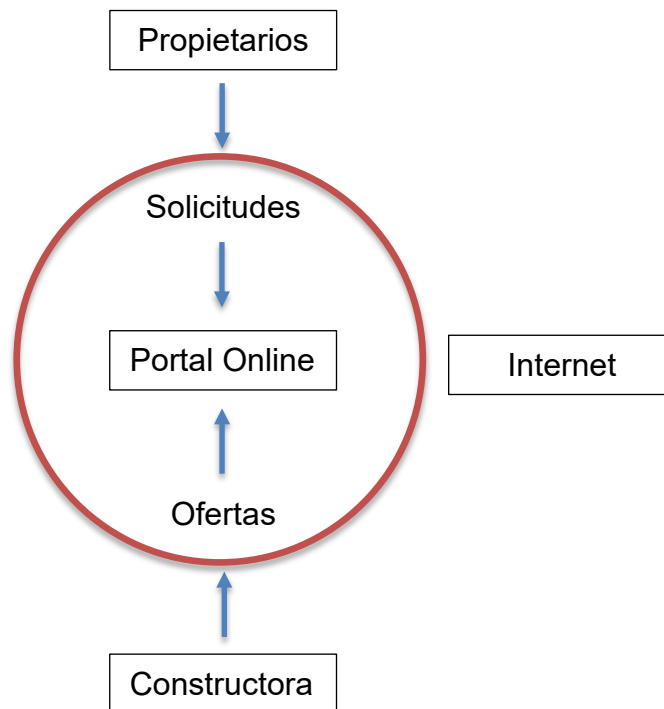 Propietarios
Solicitudes
Portal Online
Internet
Ofertas
Constructora